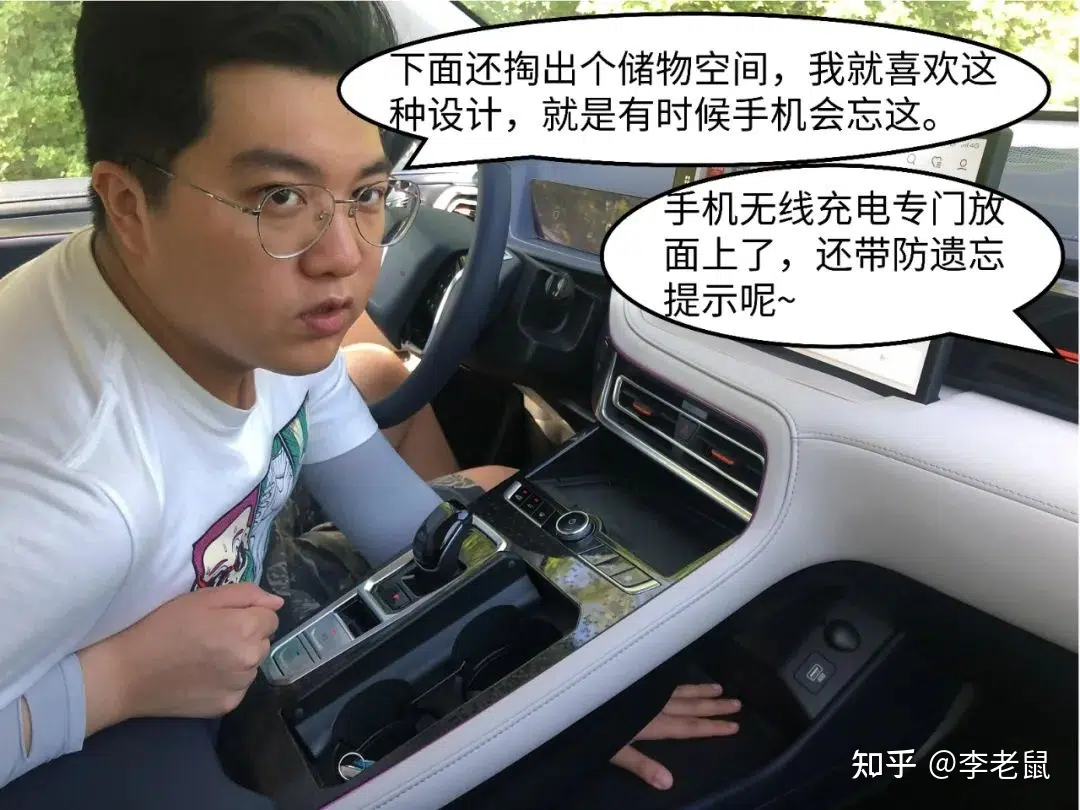 下面还掏出个储物空间，我就喜欢这
种设计，就是有时候手机会忘这。
手机无线充电专门放
面上了，还带防遗忘
提示呢~
知乎 @李老鼠